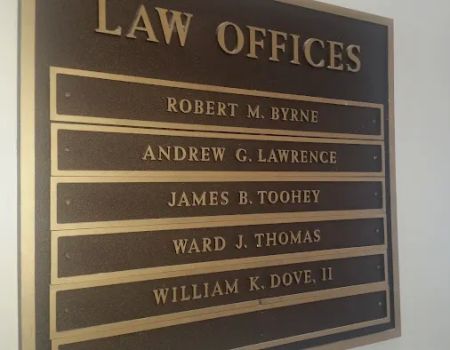 LAW OFFICES
ROBERT M. BYRNE
ANDREW G. LAWRENCE
JAMES B. TOOHEY
WARD J. THOMAS
WILLIAM K. DOVE, II